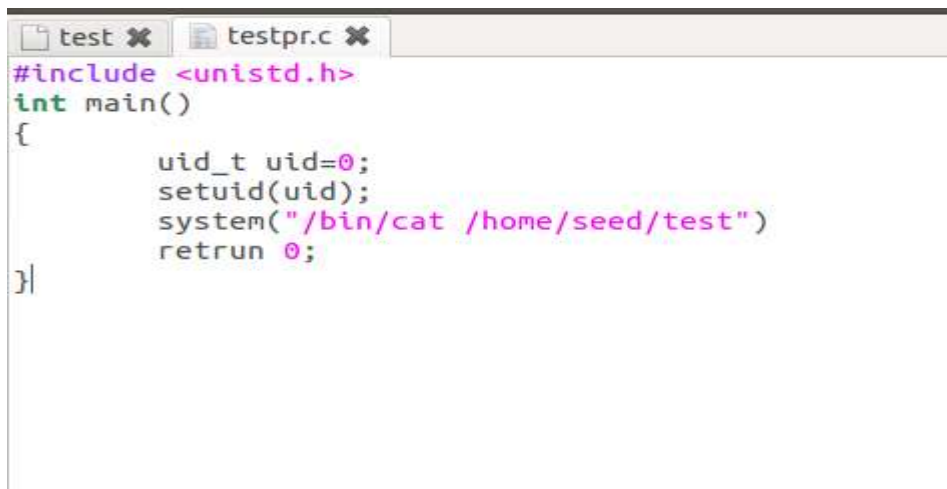 test ✖ testpr.c ✖
#include <unistd.h>
int main()
{
        uid_t uid=0;
        setuid(uid);
        system("/bin/cat /home/seed/test")
        retrun 0;
}